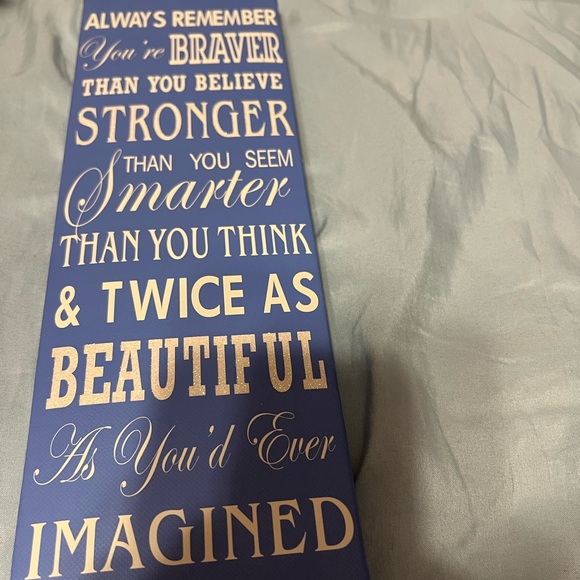 ALWAYS REMEMBER
You're BRAVER
THAN YOU BELIEVE
STRONGER
THAN YOU SEEM
Smarter
THAN YOU THINK
& TWICE AS
BEAUTIFUL
As You'd Ever
IMAGINED